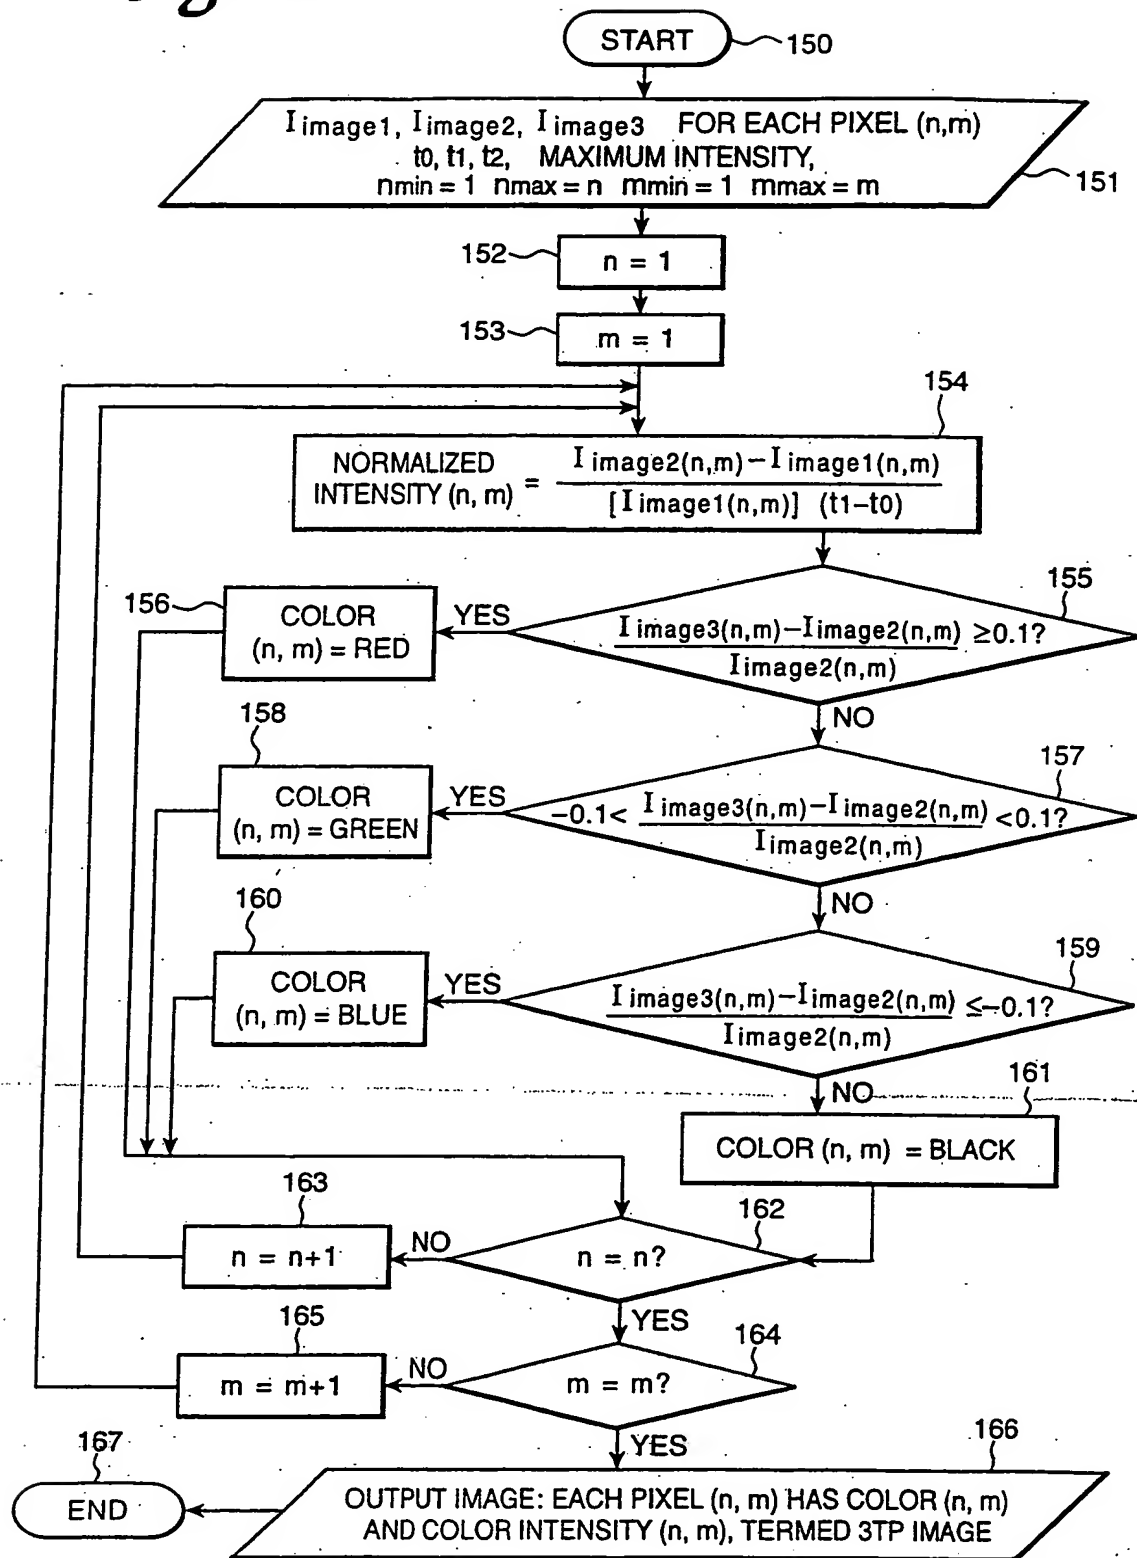 START
150
Iimage1, Iimage2, Iimage3 FOR EACH PIXEL (n,m)
t0, t1, t2, MAXIMUM INTENSITY,
nmin = 1 nmax = n mmin = 1 mmax = m
151
152
n = 1
153
m = 1
154
NORMALIZED
INTENSITY (n, m) =
Iimage2(n,m)–Iimage1(n,m)
[Iimage1(n,m)] (t1–t0)
155
156
COLOR
(n, m) = RED
YES
Iimage3(n,m)–Iimage2(n,m) ≥0.1?
Iimage2(n,m)
NO
158
157
COLOR
(n, m) = GREEN
YES
-0.1< Iimage3(n,m)–Iimage2(n,m) <0.1?
Iimage2(n,m)
NO
160
159
COLOR
(n, m) = BLUE
YES
Iimage3(n,m)–Iimage2(n,m) ≤–0.1?
Iimage2(n,m)
NO
161
COLOR (n, m) = BLACK
163
162
n = n+1
NO
n = n?
YES
165
164
m = m+1
NO
m = m?
YES
167
166
END
OUTPUT IMAGE: EACH PIXEL (n, m) HAS COLOR (n, m)
AND COLOR INTENSITY (n, m), TERMED 3TP IMAGE